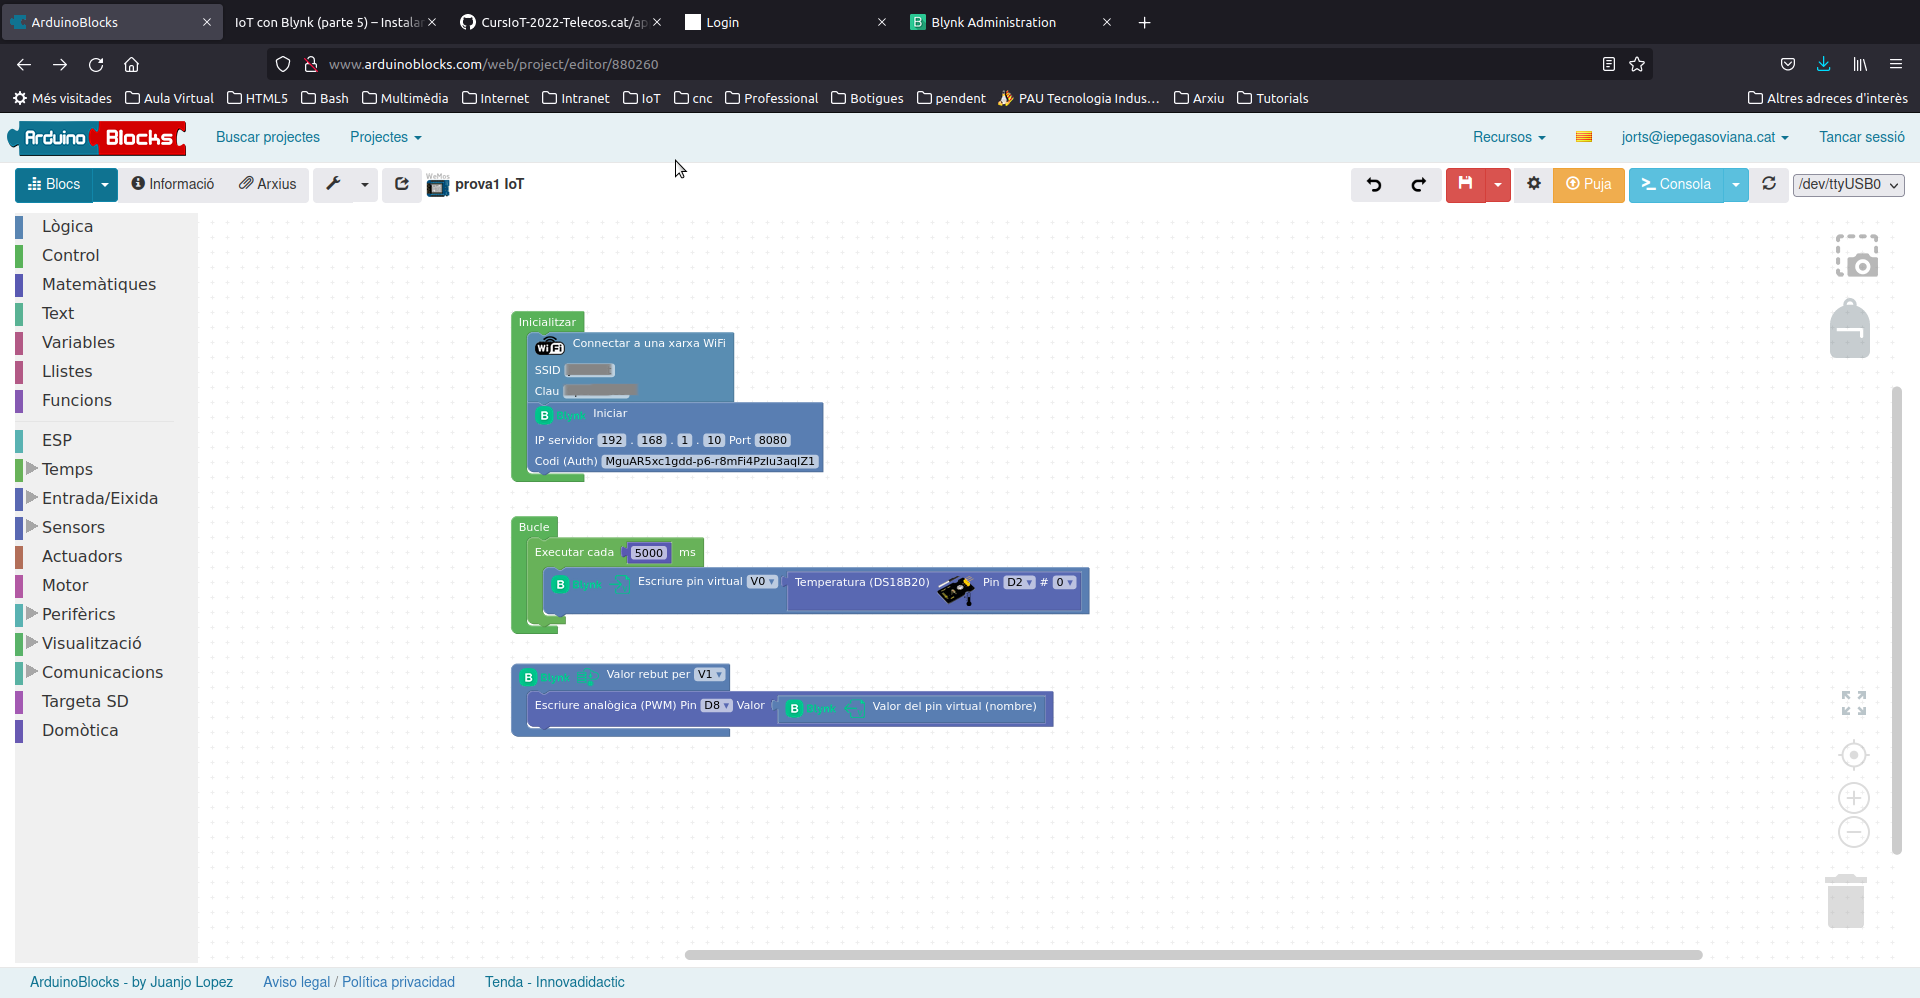 ArduinoBlocks
IoT con Blynk (parte 5) – Instala
CursIoT-2022-Telecos.cat/ap
Login
Blynk Administration
www.arduinoblocks.com/web/project/editor/880260
Més visitades
Aula Virtual
HTML5
Bash
Multimèdia
Internet
Intranet
IoT
cnc
Professional
Botigues
pendent
PAU Tecnologia Indus…
Arxiu
Tutorials
Altres adreces d'interès
Arduino Blocks
Buscar projectes
Projectes
Recursos
jorts@iepegasoviana.cat
Tancar sessió
Blocs
Informació
Arxius
WeMos
prova1 IoT
Puja
Consola
/dev/ttyUSB0
Lògica
Control
Matemàtiques
Text
Variables
Llistes
Funcions
ESP
Temps
Entrada/Eixida
Sensors
Actuadors
Motor
Perifèrics
Visualització
Comunicacions
Targeta SD
Domòtica
Inicialitzar
WiFi Connectar a una xarxa WiFi
SSID
Clau
B Blynk Iniciar
IP servidor 192 . 168 . 1 . 10 Port 8080
Codi (Auth) MguAR5xc1gdd-p6-r8mFi4Pzlu3aqIZ1
Bucle
Executar cada 5000 ms
B Blynk Escriure pin virtual V0 Temperatura (DS18B20) Pin D2 # 0
B Blynk Valor rebut per V1
Escriure analògica (PWM) Pin D8 Valor B Blynk Valor del pin virtual (nombre)
ArduinoBlocks - by Juanjo Lopez
Aviso legal / Política privacidad
Tenda - Innovadidactic